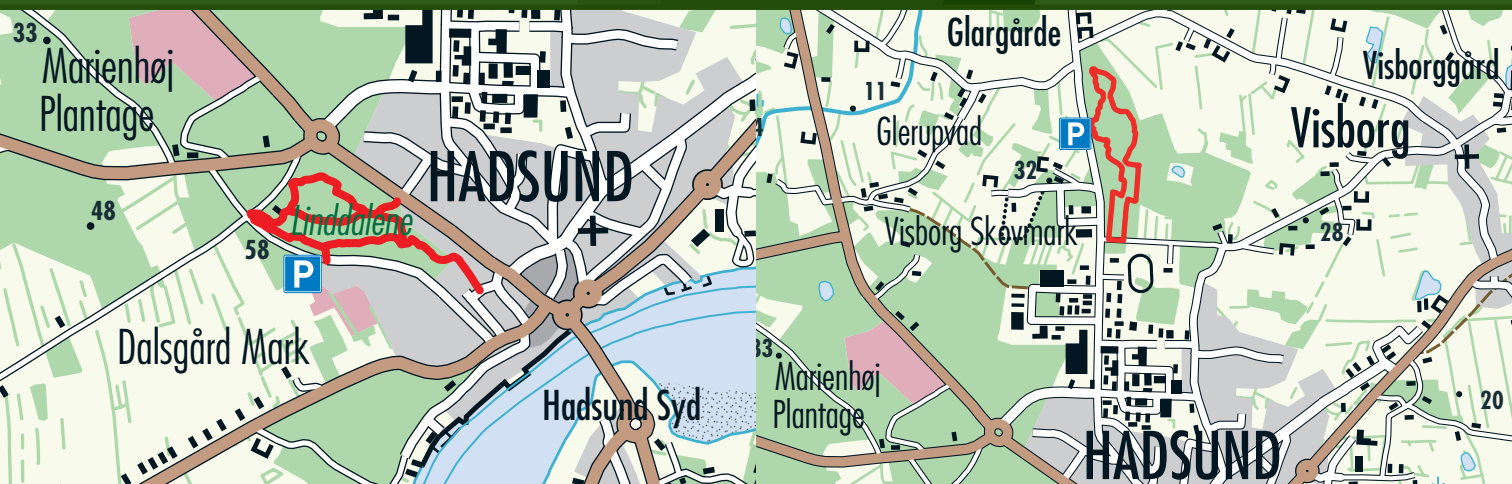 33
Marienhøj
Plantage
HADSUND
48
Linddalene
58
P
Dalsgård Mark
Hadsund Syd
Glargårde
Visborggård
11
Visborg
Glerupvad
P
32
Visborg Skovmark
28
33
Marienhøj
Plantage
20
HADSUND